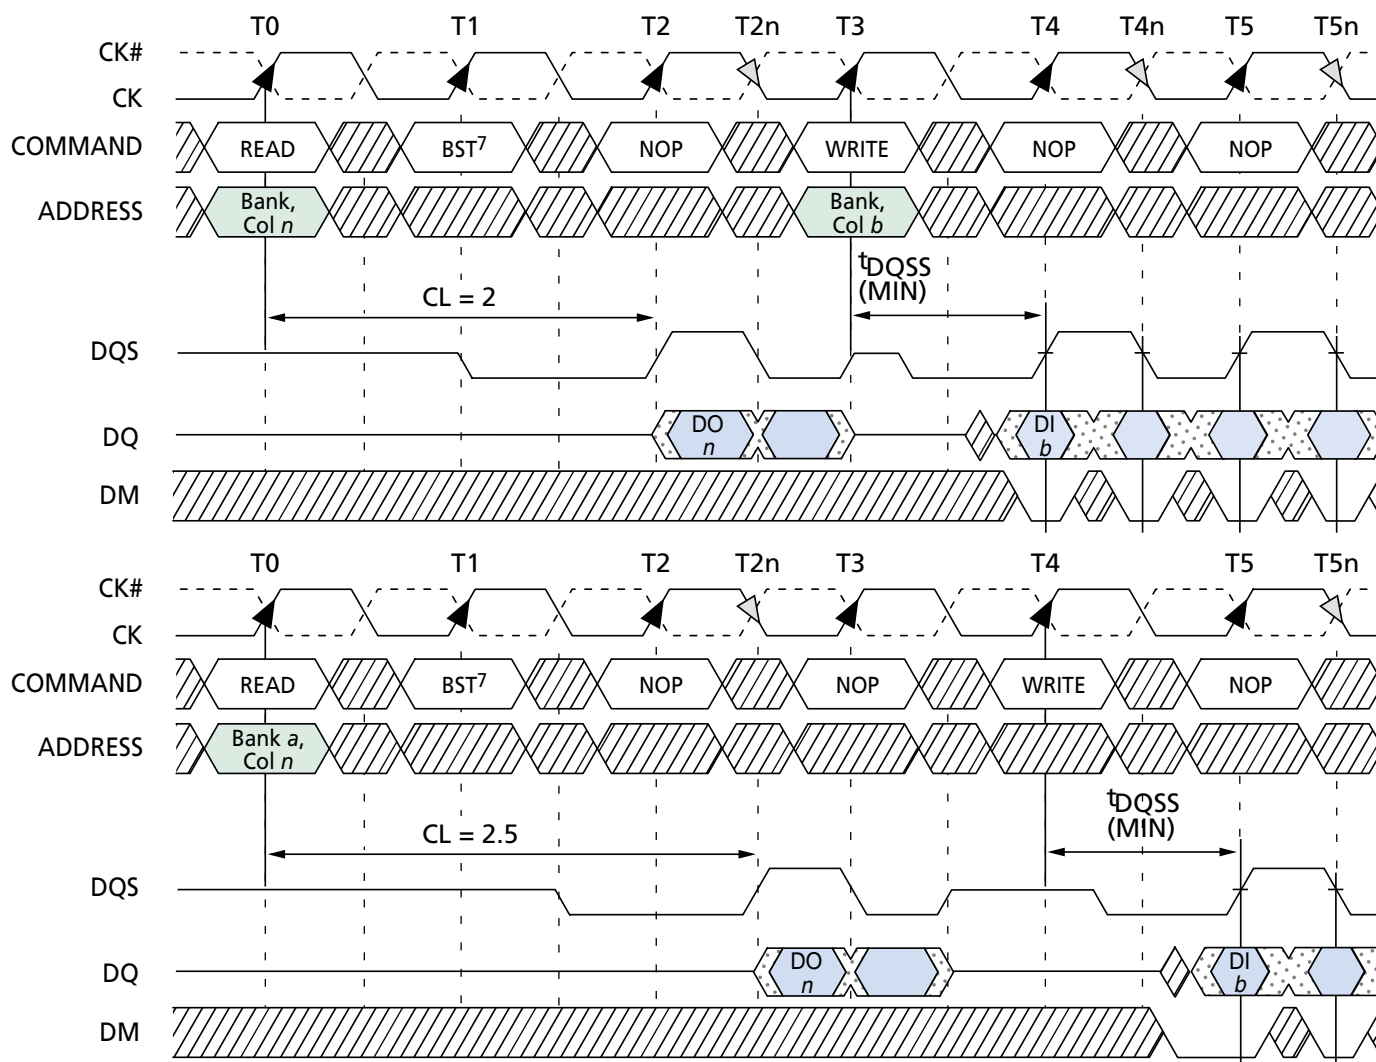 T0 T1 T2 T2n T3 T4 T4n T5 T5n
CK#
CK
COMMAND READ BST7 NOP WRITE NOP NOP
ADDRESS Bank, Col n Bank, Col b
tDQSS
(MIN)
CL = 2
DQS
DQ DO n DI b
DM
T0 T1 T2 T2n T3 T4 T5 T5n
CK#
CK
COMMAND READ BST7 NOP NOP WRITE NOP
ADDRESS Bank a, Col n
tDQSS
(MIN)
CL = 2.5
DQS
DQ DO n DI b
DM